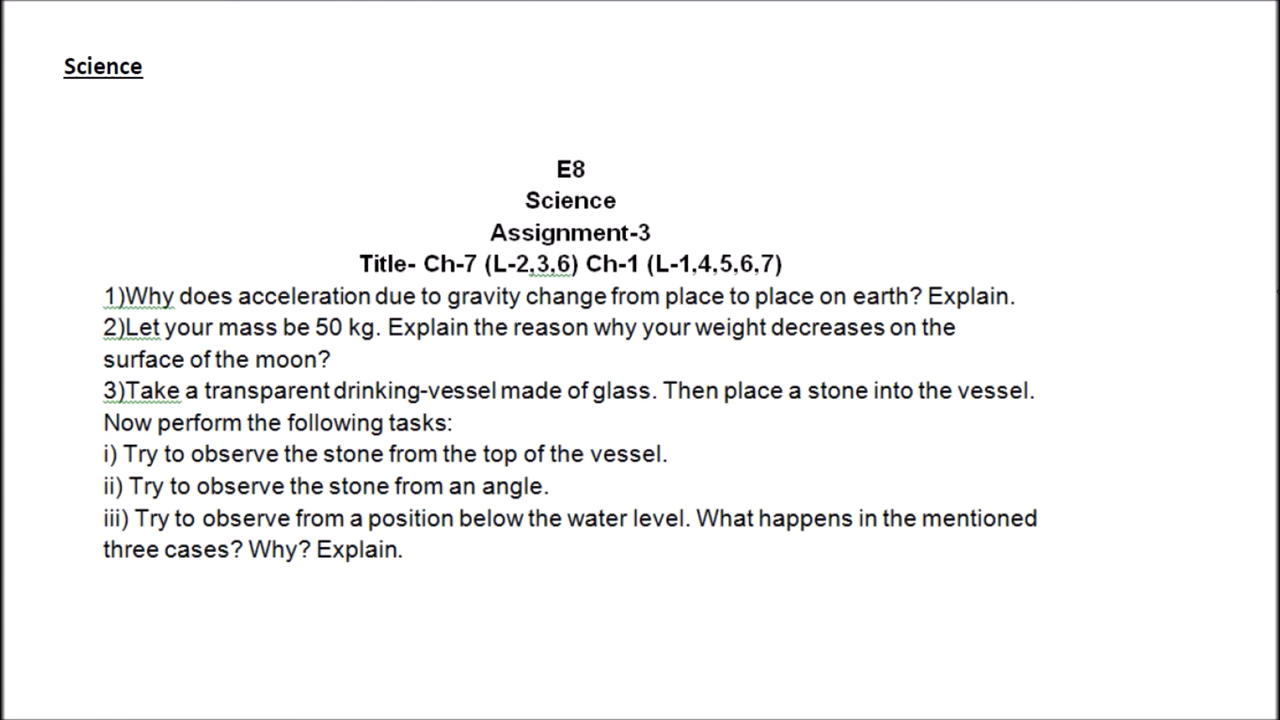 Science
E8
Science
Assignment-3
Title- Ch-7 (L-2,3,6) Ch-1 (L-1,4,5,6,7)
1)Why does acceleration due to gravity change from place to place on earth? Explain.
2)Let your mass be 50 kg. Explain the reason why your weight decreases on the
surface of the moon?
3)Take a transparent drinking-vessel made of glass. Then place a stone into the vessel.
Now perform the following tasks:
i) Try to observe the stone from the top of the vessel.
ii) Try to observe the stone from an angle.
iii) Try to observe from a position below the water level. What happens in the mentioned
three cases? Why? Explain.